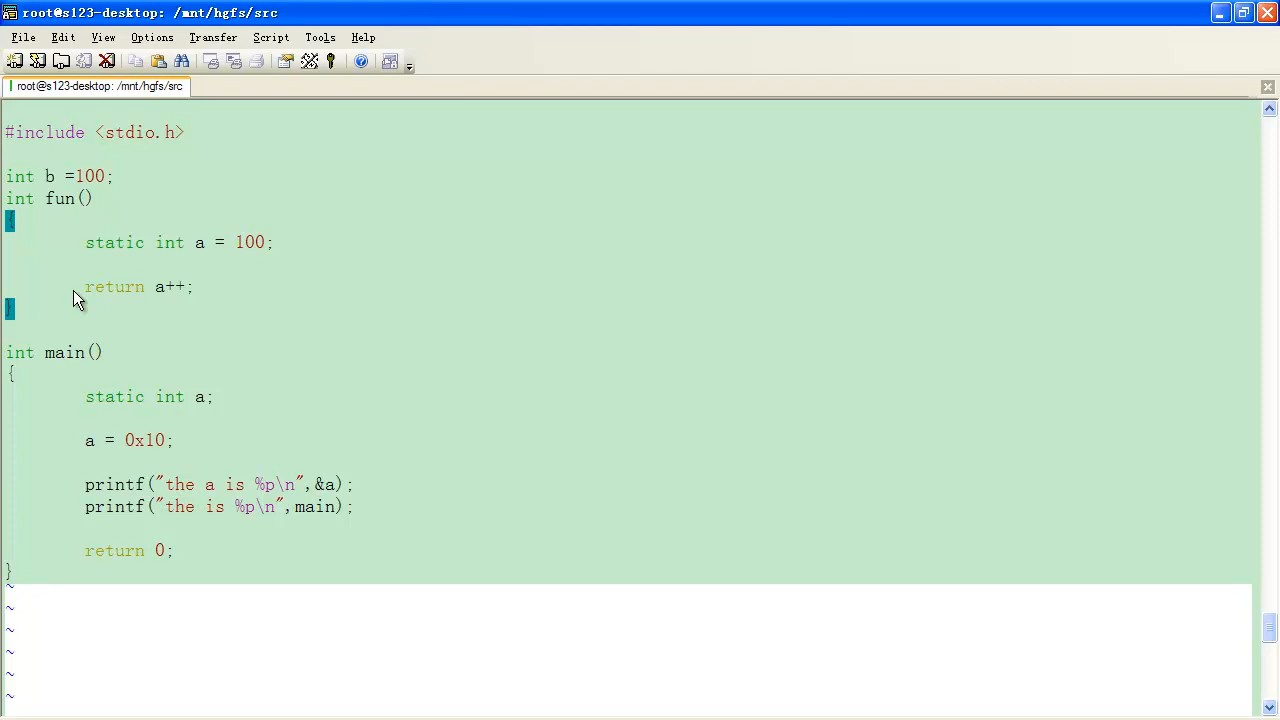 root@s123-desktop: /mnt/hgfs/src
File Edit View Options Transfer Script Tools Help
root@s123-desktop: /mnt/hgfs/src
#include <stdio.h>
int b =100;
int fun()
{
static int a = 100;
return a++;
}
int main()
{
static int a;
a = 0x10;
printf("the a is %p\n",&a);
printf("the is %p\n",main);
return 0;
}
~
~
~
~
~
~